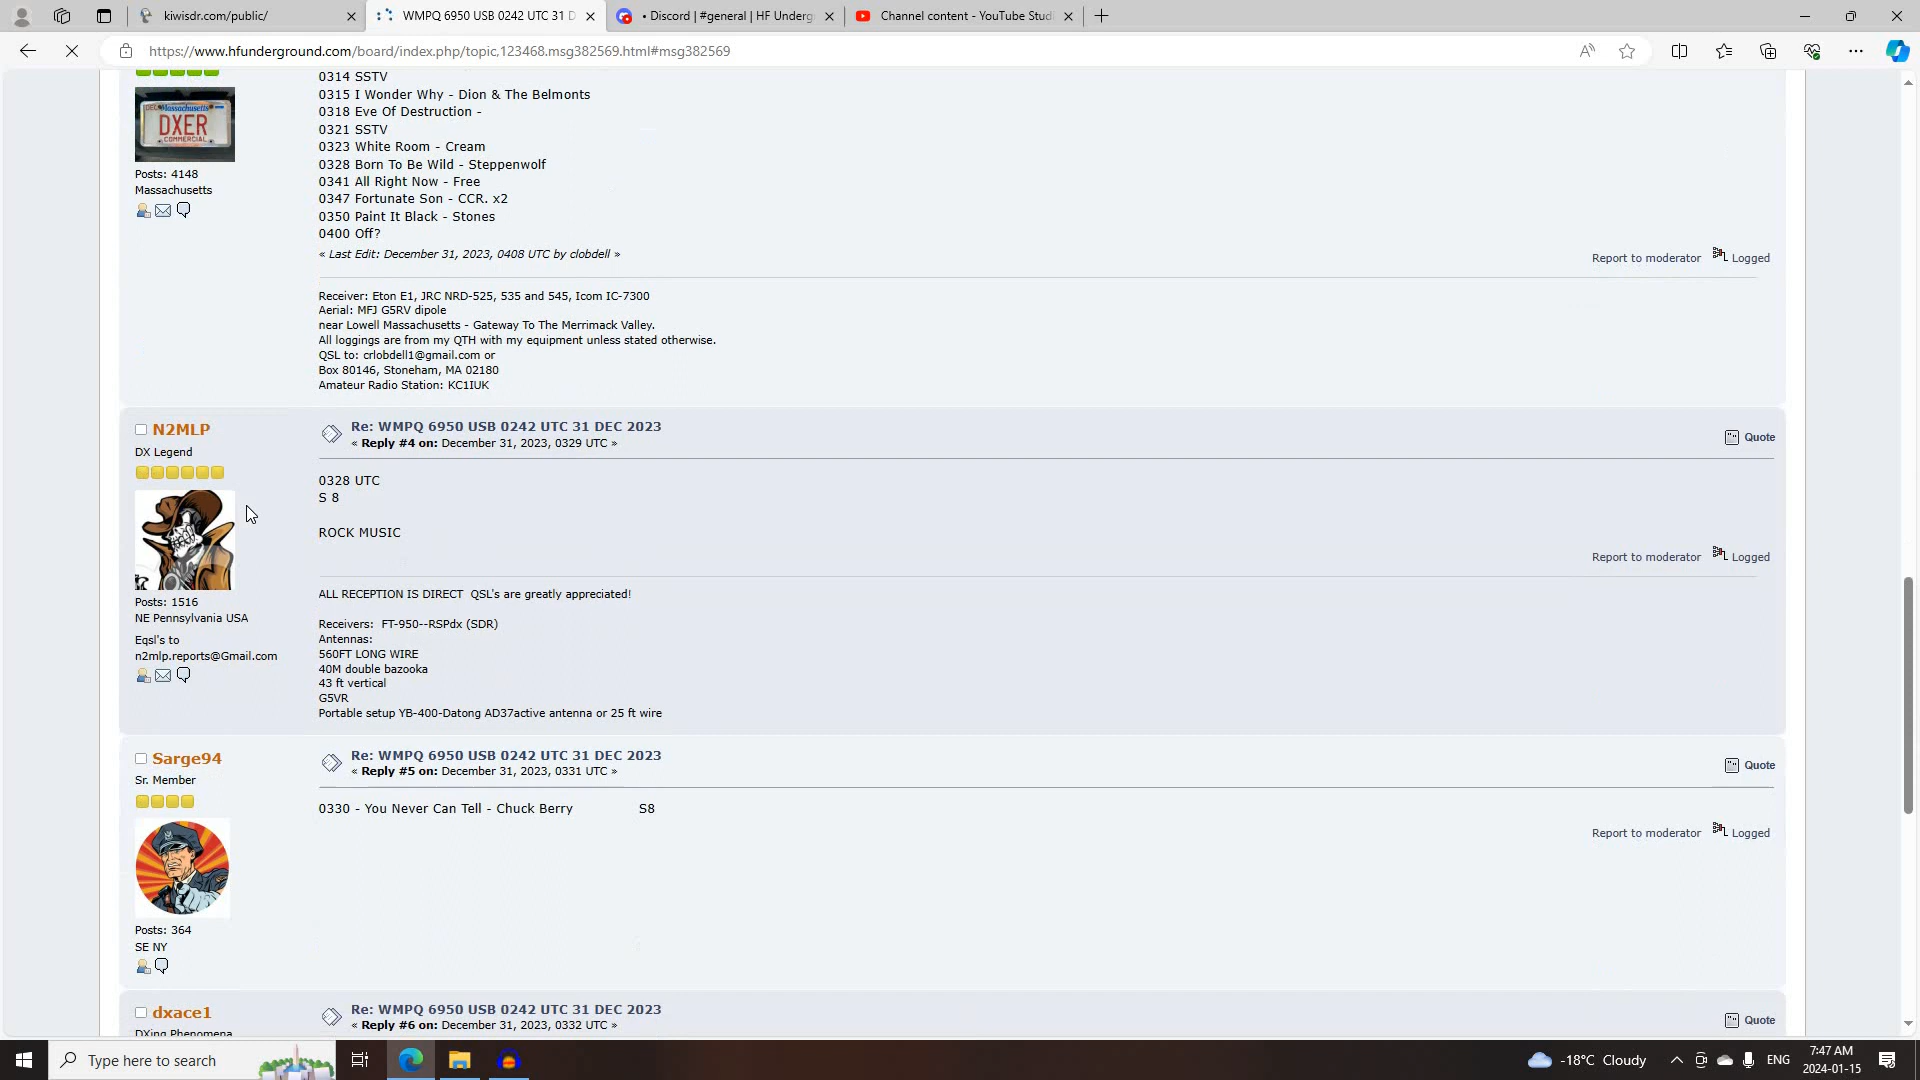 kiwisdr.com/public/
WMPQ 6950 USB 0242 UTC 31 D
• Discord | #general | HF Underg
Channel content - YouTube Stud
https://www.hfunderground.com/board/index.php/topic,123468.msg382569.html#msg382569
0314 SSTV
0315 I Wonder Why - Dion & The Belmonts
0318 Eve Of Destruction -
0321 SSTV
0323 White Room - Cream
0328 Born To Be Wild - Steppenwolf
0341 All Right Now - Free
0347 Fortunate Son - CCR. x2
0350 Paint It Black - Stones
0400 Off?
« Last Edit: December 31, 2023, 0408 UTC by clobdell »
Report to moderator Logged
Massachusetts
DXER
COMMERCIAL
Posts: 4148
Massachusetts
Receiver: Eton E1, JRC NRD-525, 535 and 545, Icom IC-7300
Aerial: MFJ G5RV dipole
near Lowell Massachusetts - Gateway To The Merrimack Valley.
All loggings are from my QTH with my equipment unless stated otherwise.
QSL to: crlobdell1@gmail.com or
Box 80146, Stoneham, MA 02180
Amateur Radio Station: KC1IUK
N2MLP
DX Legend
Posts: 1516
NE Pennsylvania USA
Eqsl's to
n2mlp.reports@Gmail.com
Re: WMPQ 6950 USB 0242 UTC 31 DEC 2023
« Reply #4 on: December 31, 2023, 0329 UTC »
Quote
0328 UTC
S 8
ROCK MUSIC
Report to moderator Logged
ALL RECEPTION IS DIRECT QSL's are greatly appreciated!
Receivers: FT-950--RSPdx (SDR)
Antennas:
560FT LONG WIRE
40M double bazooka
43 ft vertical
G5VR
Portable setup YB-400-Datong AD37active antenna or 25 ft wire
Sarge94
Sr. Member
Posts: 364
SE NY
Re: WMPQ 6950 USB 0242 UTC 31 DEC 2023
« Reply #5 on: December 31, 2023, 0331 UTC »
Quote
0330 - You Never Can Tell - Chuck Berry S8
Report to moderator Logged
dxace1
DXing Phenomena
Re: WMPQ 6950 USB 0242 UTC 31 DEC 2023
« Reply #6 on: December 31, 2023, 0332 UTC »
Quote
Type here to search
-18°C Cloudy
ENG
7:47 AM
2024-01-15